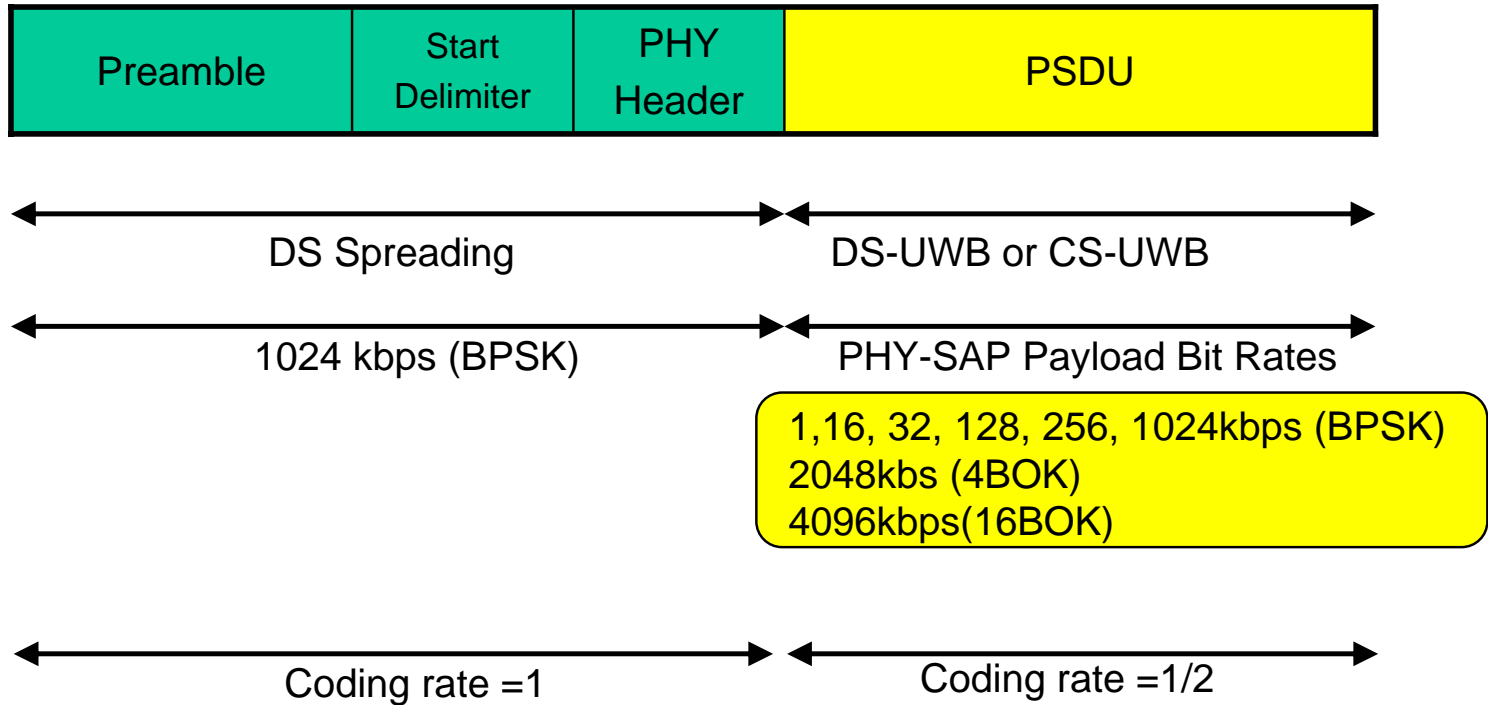 Preamble
Start
Delimiter
PHY
Header
PSDU
DS Spreading
DS-UWB or CS-UWB
1024 kbps (BPSK)
PHY-SAP Payload Bit Rates
1,16, 32, 128, 256, 1024kbps (BPSK)
2048kbs (4BOK)
4096kbps(16BOK)
Coding rate =1
Coding rate =1/2